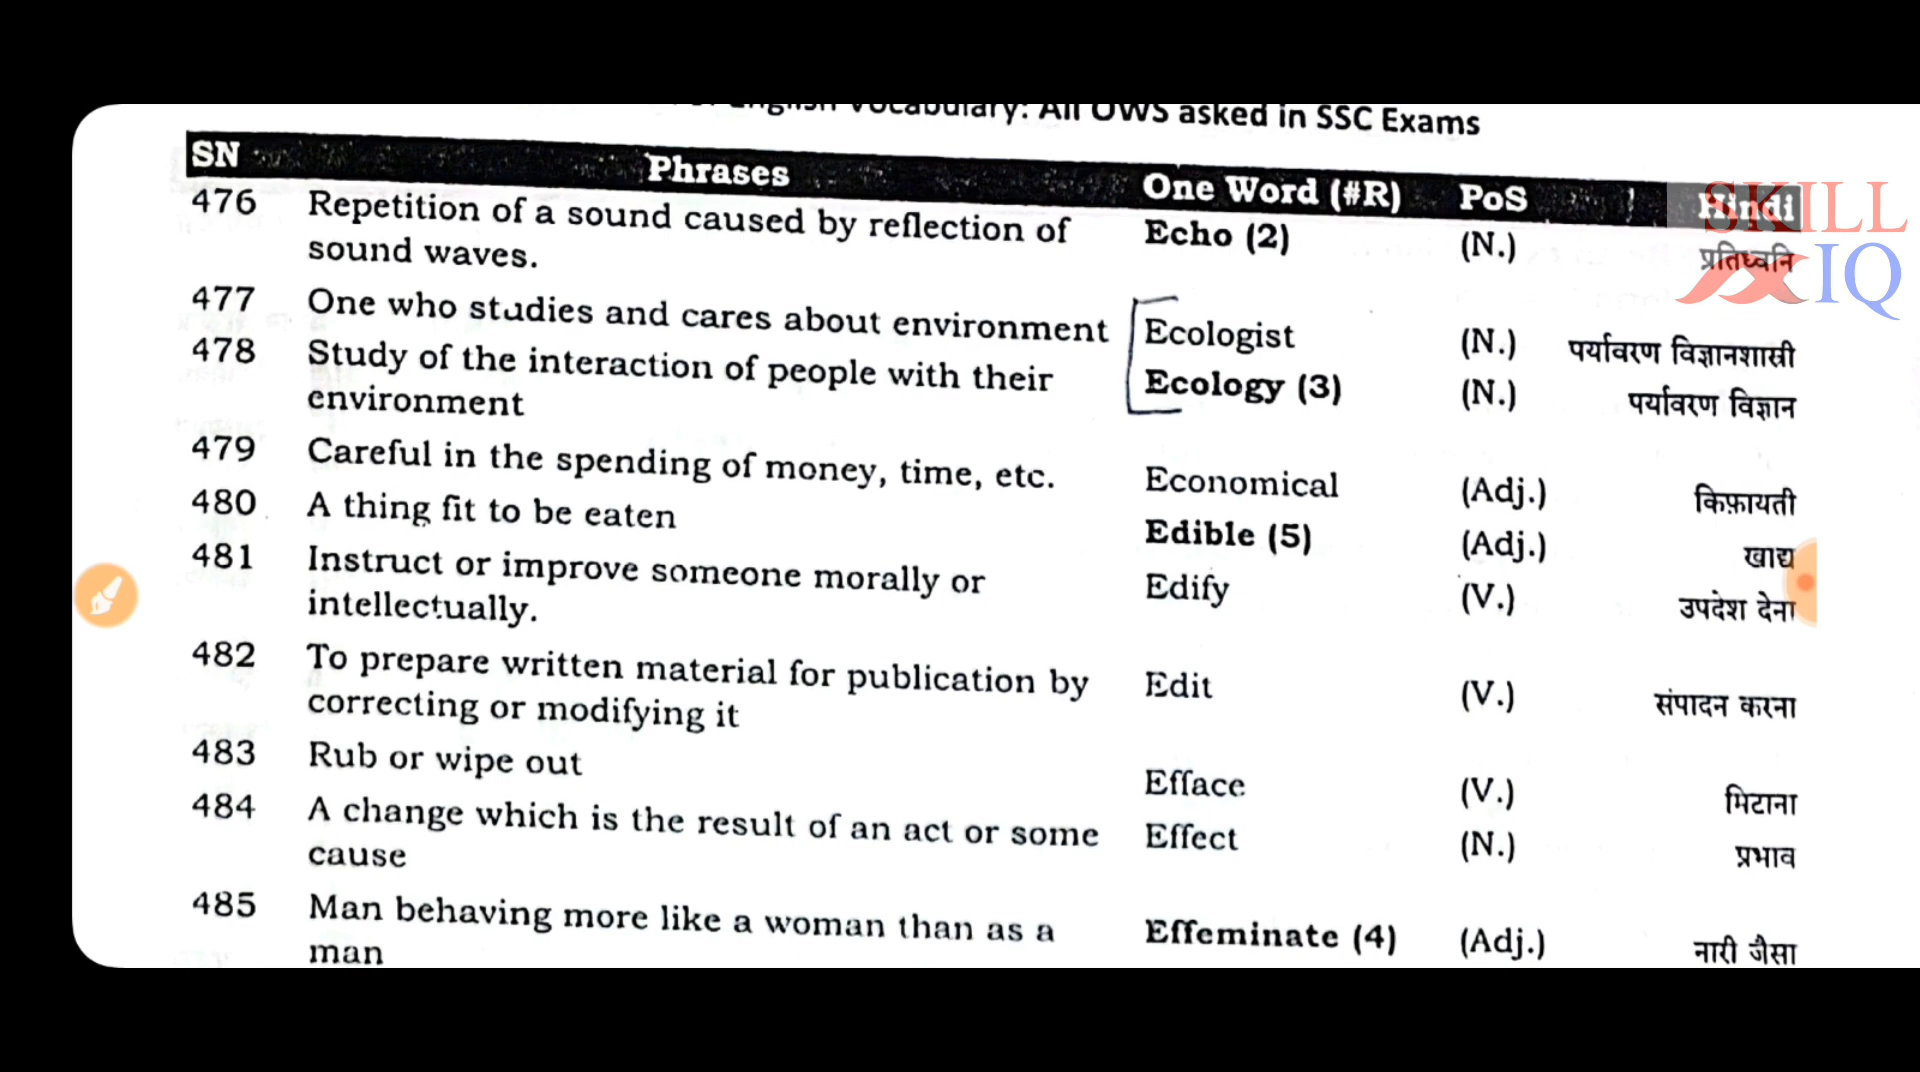 English Vocabulary: All OWS asked in SSC Exams
SN Phrases One Word (#R) PoS Hindi
SKILL
IQ
476 Repetition of a sound caused by reflection of Echo (2) (N.) प्रतिध्वनि
sound waves.
477 One who studies and cares about environment Ecologist (N.) पर्यावरण विज्ञानशास्त्री
478 Study of the interaction of people with their Ecology (3) (N.) पर्यावरण विज्ञान
environment
479 Careful in the spending of money, time, etc. Economical (Adj.) किफ़ायती
480 A thing fit to be eaten Edible (5) (Adj.) खाद्य
481 Instruct or improve someone morally or Edify (V.) उपदेश देना
intellectually.
482 To prepare written material for publication by Edit (V.) संपादन करना
correcting or modifying it
483 Rub or wipe out Efface (V.) मिटाना
484 A change which is the result of an act or some Effect (N.) प्रभाव
cause
485 Man behaving more like a woman than as a Effeminate (4) (Adj.) नारी जैसा
man